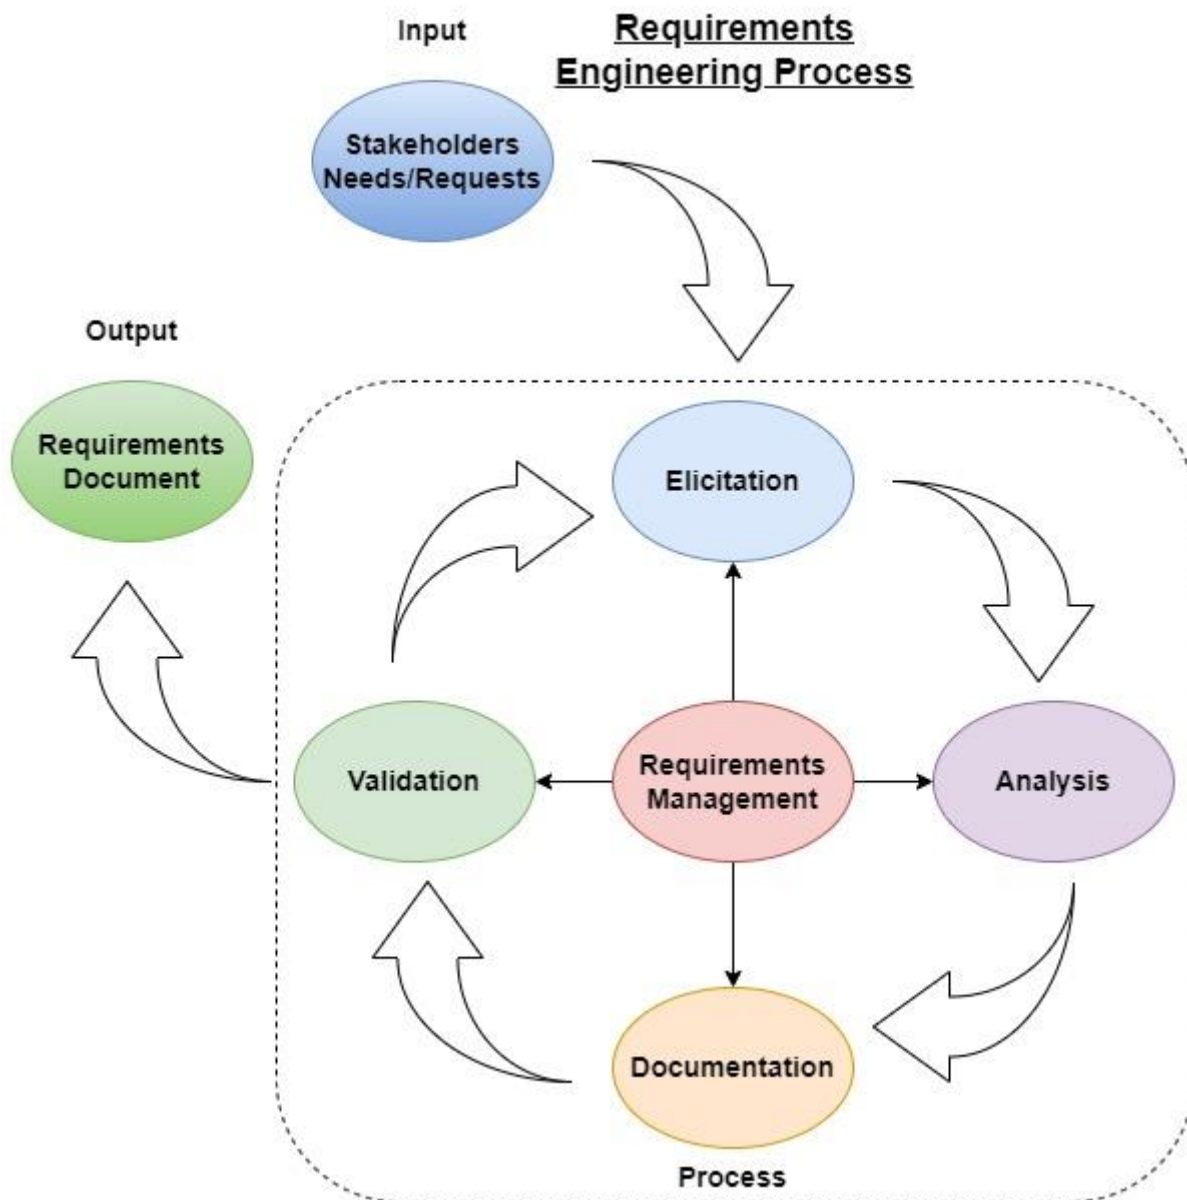 Input
Requirements
Engineering Process
Stakeholders
Needs/Requests
Output
Requirements
Document
Elicitation
Validation
Requirements
Management
Analysis
Documentation
Process